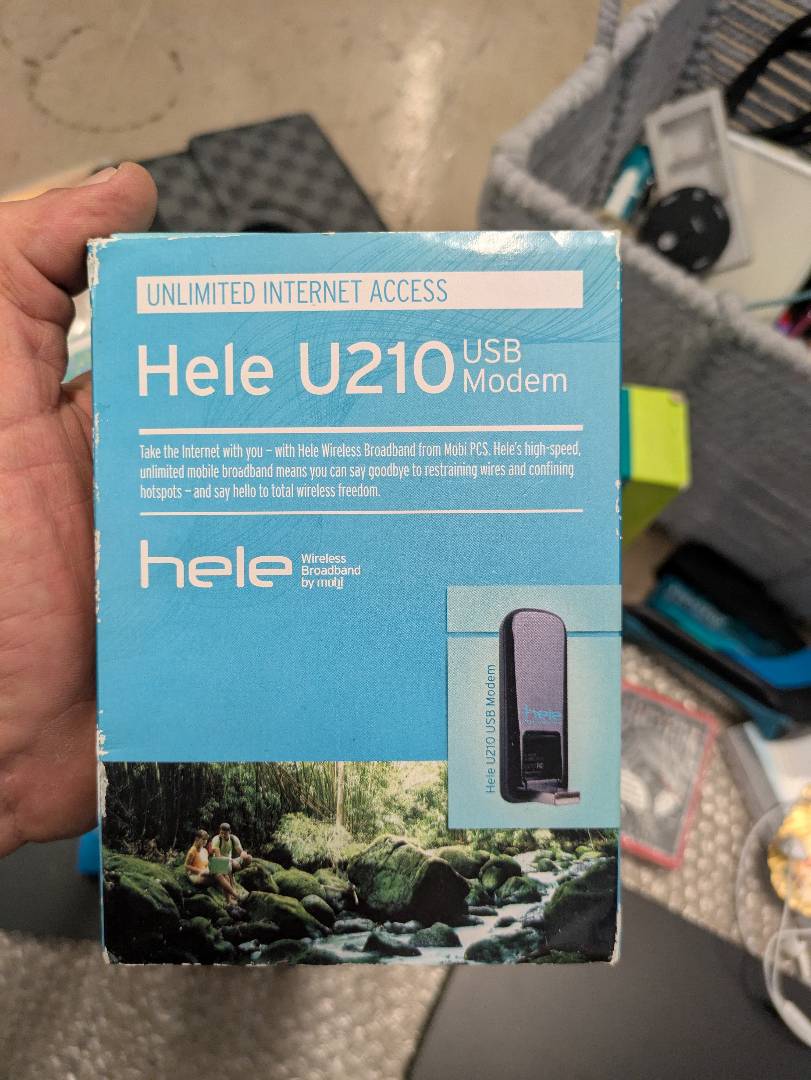 UNLIMITED INTERNET ACCESS
Hele U210 USB Modem
Take the Internet with you – with Hele Wireless Broadband from Mobi PCS. Hele's high-speed,
unlimited mobile broadband means you can say goodbye to restraining wires and confining
hotspots – and say hello to total wireless freedom.
hele Wireless
Broadband
by mobi
Hele U210 USB Modem
hele